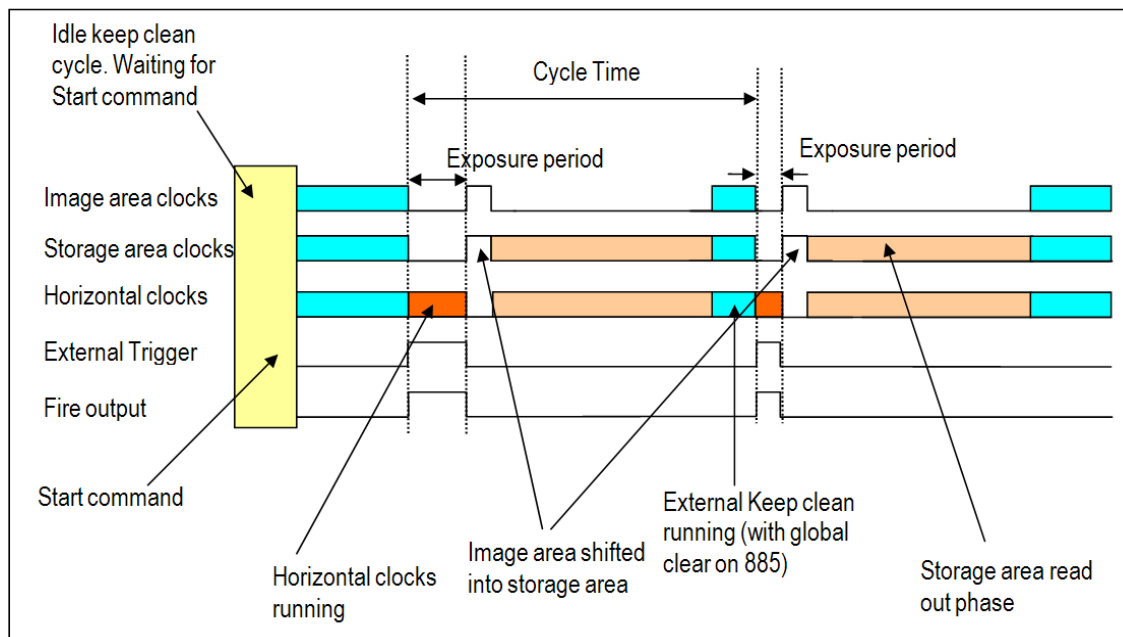 Idle keep clean
cycle. Waiting for
Start command
Cycle Time
Exposure period
Exposure period
Image area clocks
Storage area clocks
Horizontal clocks
External Trigger
Fire output
Start command
Horizontal clocks
running
Image area shifted
into storage area
External Keep clean
running (with global
clear on 885)
Storage area read
out phase